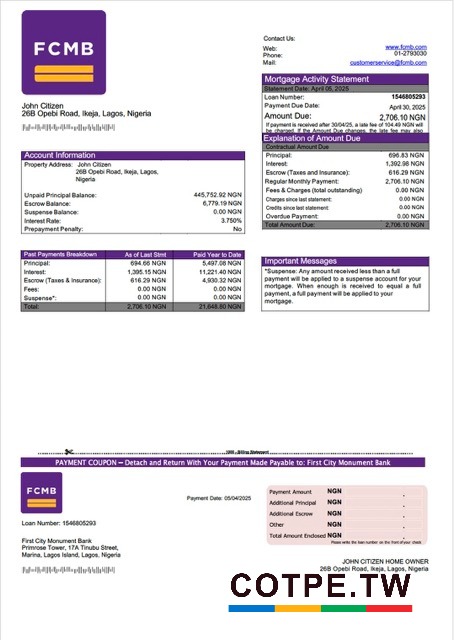 FCMB
Contact Us:
Web: www.fcmb.com
Phone: 01-2793030
Mail: customerservice@fcmb.com
Mortgage Activity Statement
Statement Date: April 05, 2025
Loan Number: 1546805293
Payment Due Date: April 30, 2025
Amount Due: 2,706.10 NGN
If payment is received after 30/04/25, a late fee of 104.49 NGN will
be charged. If the Amount Due changes, the late fee may also
John Citizen
26B Opebi Road, Ikeja, Lagos, Nigeria
Explanation of Amount Due
Contractual Amount Due
Principal: 696.83 NGN
Interest: 1,392.98 NGN
Escrow (Taxes and Insurance): 616.29 NGN
Regular Monthly Payment: 2,706.10 NGN
Fees & Charges (total outstanding) 0.00 NGN
Charges since last statement: 0.00 NGN
Credits since last statement: 0.00 NGN
Overdue Payment: 0.00 NGN
Total Amount Due: 2,706.10 NGN
Account Information
Property Address: John Citizen
26B Opebi Road, Ikeja, Lagos,
Nigeria
Unpaid Principal Balance: 445,752.92 NGN
Escrow Balance: 6,779.19 NGN
Suspense Balance: 0.00 NGN
Interest Rate: 3.750%
Prepayment Penalty: No
Past Payments Breakdown As of Last Stmt Paid Year to Date
Principal: 694.66 NGN 5,497.08 NGN
Interest: 1,395.15 NGN 11,221.40 NGN
Escrow (Taxes & Insurance): 616.29 NGN 4,930.32 NGN
Fees: 0.00 NGN 0.00 NGN
Suspense*: 0.00 NGN 0.00 NGN
Total: 2,706.10 NGN 21,648.80 NGN
Important Messages
*Suspense: Any amount received less than a full
payment will be applied to a suspense account for your
mortgage. When enough is received to equal a full
payment, a full payment will be applied to your
mortgage.
Billing Statement
PAYMENT COUPON – Detach and Return With Your Payment Made Payable to: First City Monument Bank
FCMB
Payment Date: 05/04/2025
Loan Number: 1546805293
First City Monument Bank
Primrose Tower, 17A Tinubu Street,
Marina, Lagos Island, Lagos, Nigeria
Payment Amount NGN .
Additional Principal NGN .
Additional Escrow NGN .
Other NGN .
Total Amount Enclosed NGN .
Please write the loan number on the front of your check
JOHN CITIZEN HOME OWNER
26B Opebi Road, Ikeja, Lagos, Nigeria
COTPE.TW